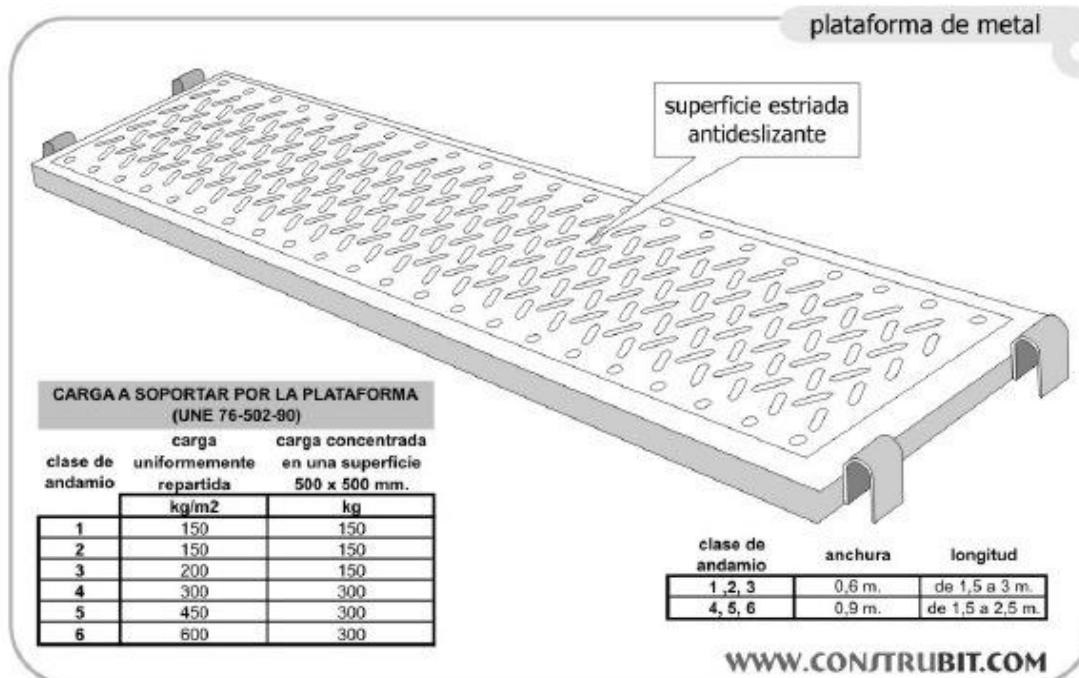 plataforma de metal
superficie estriada
antideslizante
CARGA A SOPORTAR POR LA PLATAFORMA
(UNE 76-502-90)
clase de andamio carga uniformemente repartida carga concentrada en una superficie 500 x 500 mm.
kg/m2 kg
1 150 150
2 150 150
3 200 150
4 300 300
5 450 300
6 600 300
clase de andamio anchura longitud
1 ,2, 3 0,6 m. de 1,5 a 3 m.
4, 5, 6 0,9 m. de 1,5 a 2,5 m.
WWW.CONSTRUBIT.COM